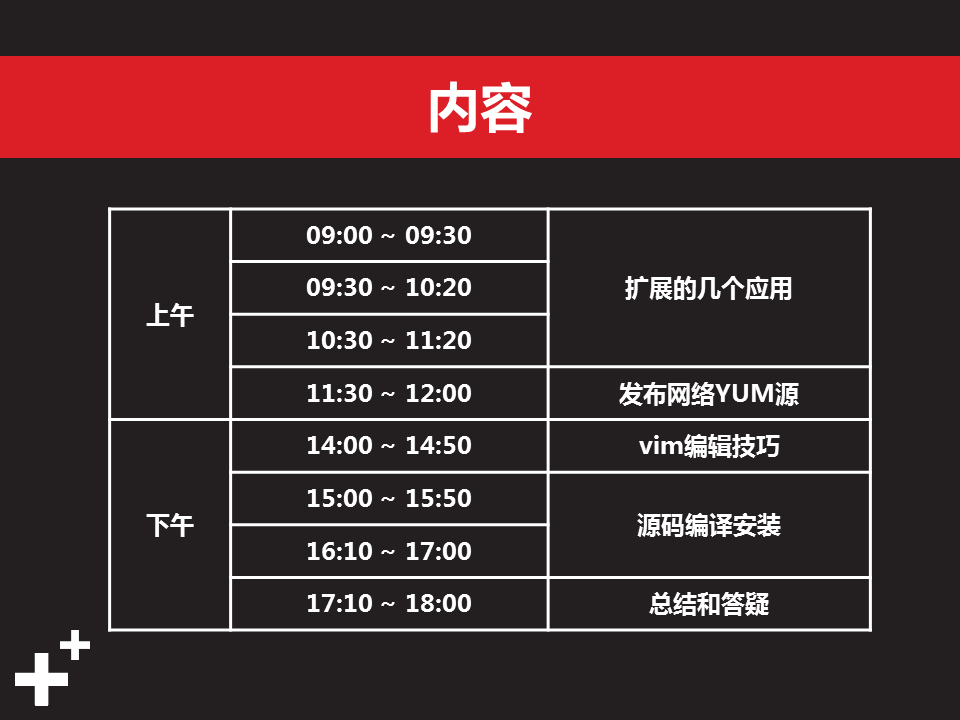 内容
上午
09:00 ~ 09:30
扩展的几个应用
09:30 ~ 10:20
10:30 ~ 11:20
11:30 ~ 12:00
发布网络YUM源
下午
14:00 ~ 14:50
vim编辑技巧
15:00 ~ 15:50
源码编译安装
16:10 ~ 17:00
17:10 ~ 18:00
总结和答疑